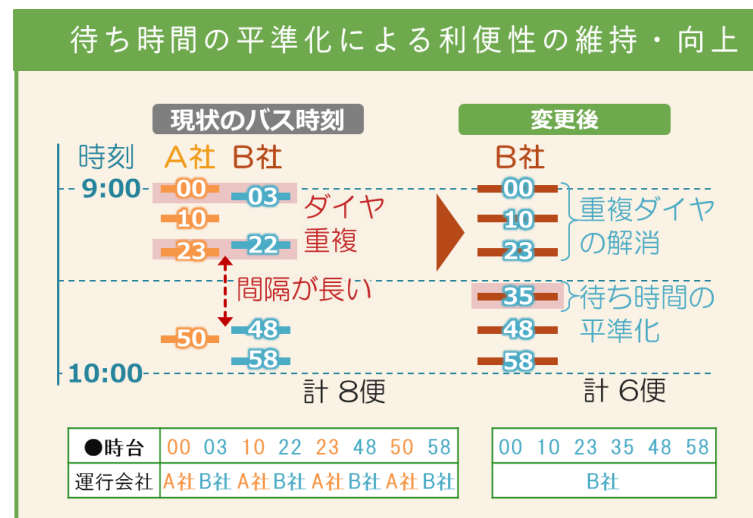 待ち時間の平準化による利便性の維持・向上
現状のバス時刻
変更後
時刻 A社 B社
B社
9:00
00
03
10
23
22
50
48
58
10:00
ダイヤ
重複
間隔が長い
計 8便
00
10
23
35
48
58
重複ダイヤ
の解消
待ち時間の
平準化
計 6便
●時台 00 03 10 22 23 48 50 58
運行会社 A社 B社 A社 B社 A社 B社 A社 B社
00 10 23 35 48 58
B社